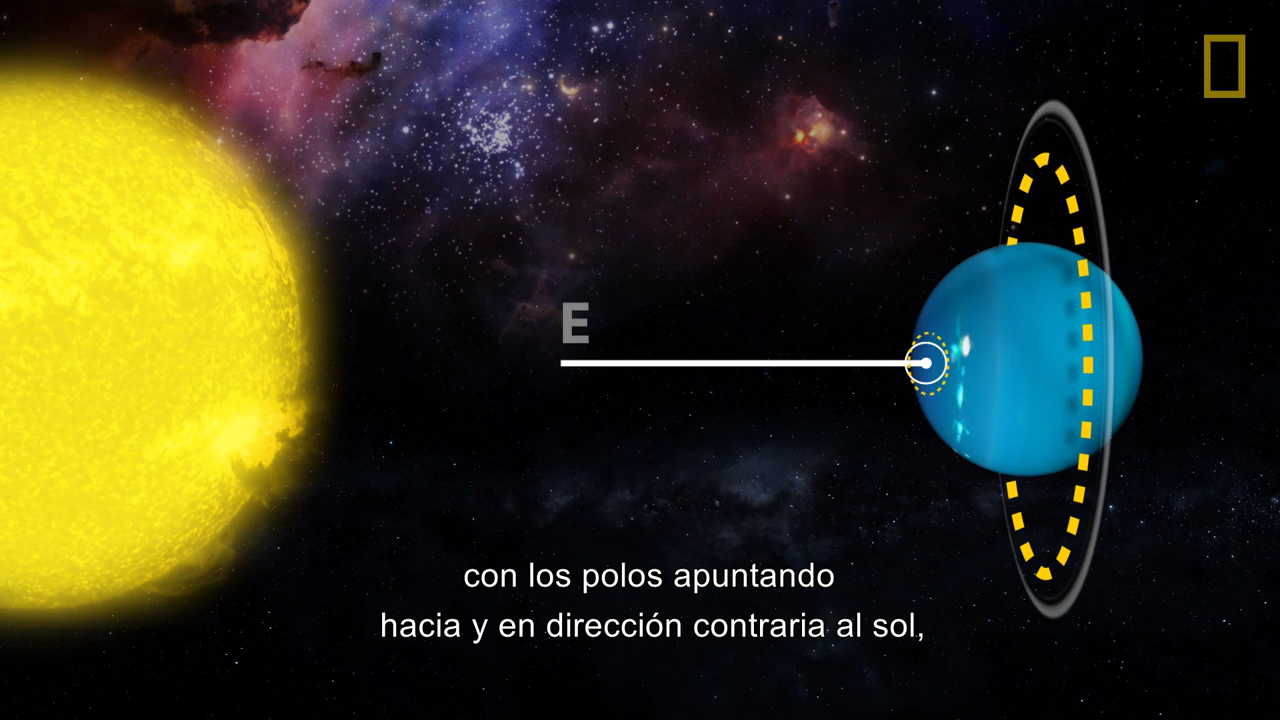 E
con los polos apuntando
hacia y en dirección contraria al sol,